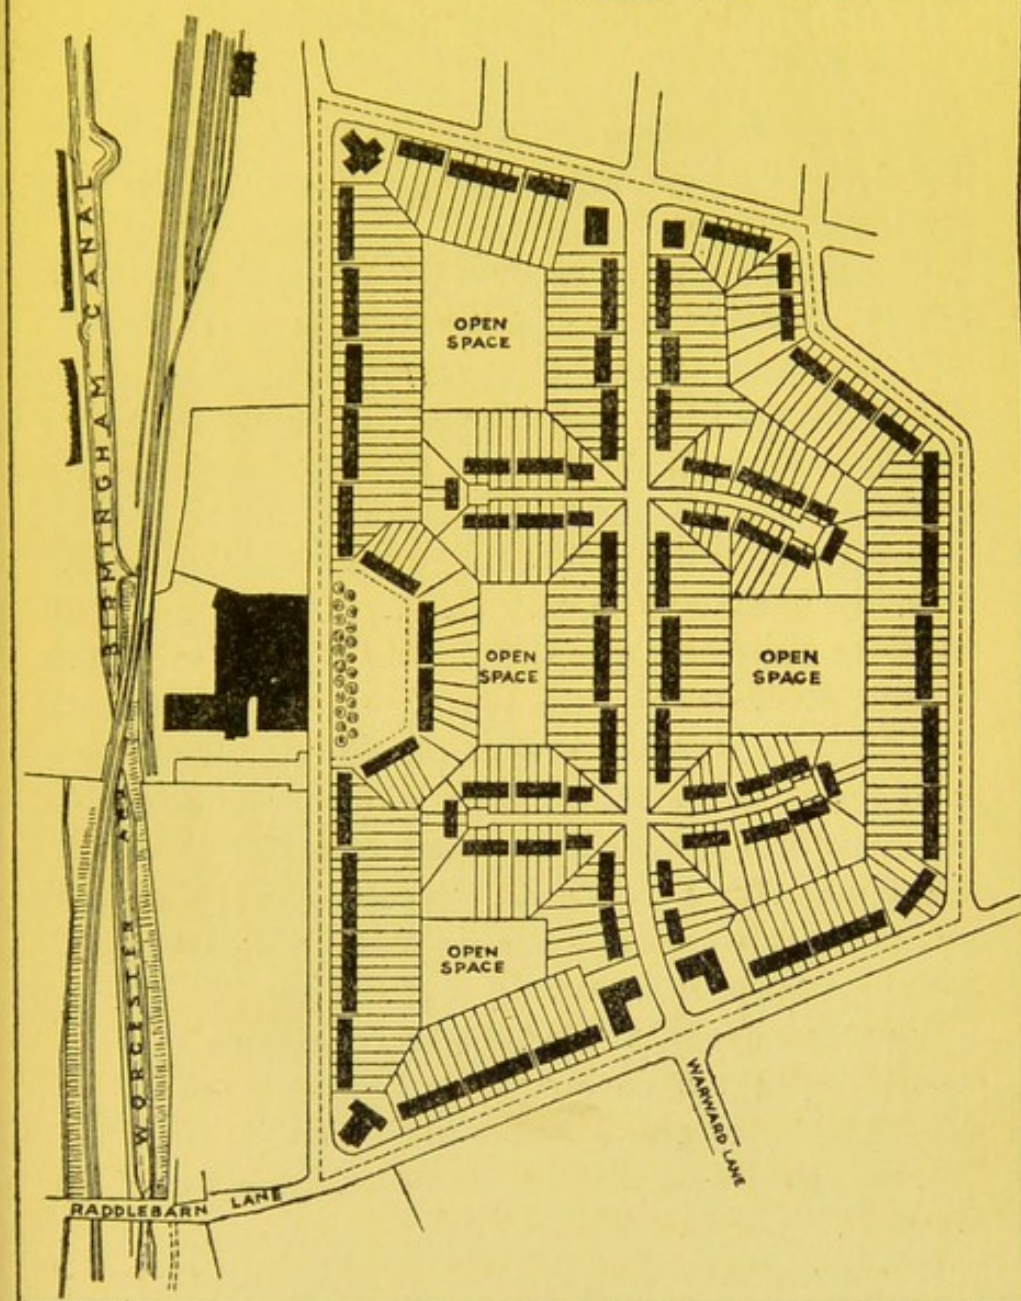 OPEN
SPACE
OPEN
SPACE
OPEN
SPACE
OPEN
SPACE
WORCESTER AND
BIRMINGHAM CANAL
WARWARD LANE
RADDLEBARN LANE